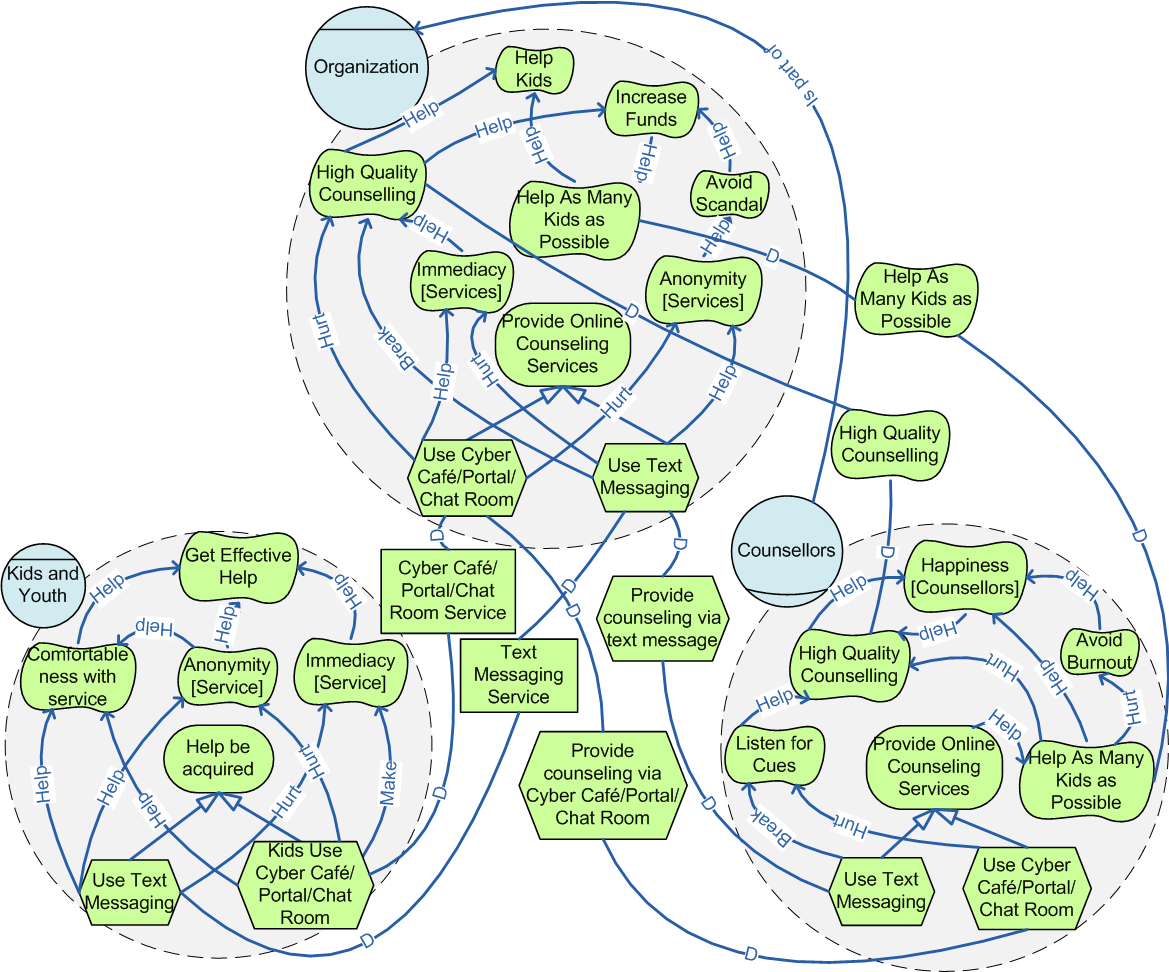 Organization
Help
Kids
Increase
Funds
Is part of
Help
Help
Help
Help
Help
High Quality
Counselling
Help As Many
Kids as
Possible
Avoid
Scandal
Help
Help
Immediacy
[Services]
Anonymity
[Services]
D
Help As
Many Kids as
Possible
Provide Online
Counseling
Services
D
Hurt
Break
Help
Hurt
Hurt
Help
High Quality
Counselling
Use Cyber
Café/Portal/
Chat Room
Use Text
Messaging
D
D
D
D
D
D
Counsellors
Kids and
Youth
Get Effective
Help
Cyber Café/
Portal/Chat
Room Service
Provide
counseling via
text message
Text
Messaging
Service
Happiness
[Counsellors]
Help
Help
Help
Help
Comfortable
ness with
service
Anonymity
[Service]
Immediacy
[Service]
Help
Help
Help
High Quality
Counselling
Avoid
Burnout
Hurt
Help
Hurt
Help
Help
Help be
acquired
Listen for
Cues
Provide Online
Counseling
Services
Help As Many
Kids as
Possible
Provide
counseling via
Cyber Café/Portal/
Chat Room
Help
Help
Help
Hurt
Hurt
Make
D
D
Break
Hurt
Use Text
Messaging
Kids Use
Cyber Café/
Portal/Chat
Room
Use Text
Messaging
Use Cyber
Café/Portal/
Chat Room
D
D